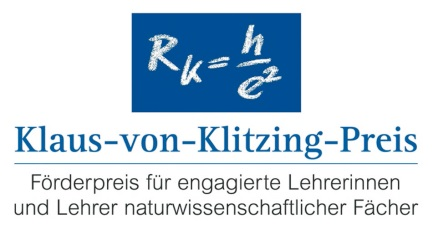 R_K = h/e²
Klaus-von-Klitzing-Preis
Förderpreis für engagierte Lehrerinnen
und Lehrer naturwissenschaftlicher Fächer